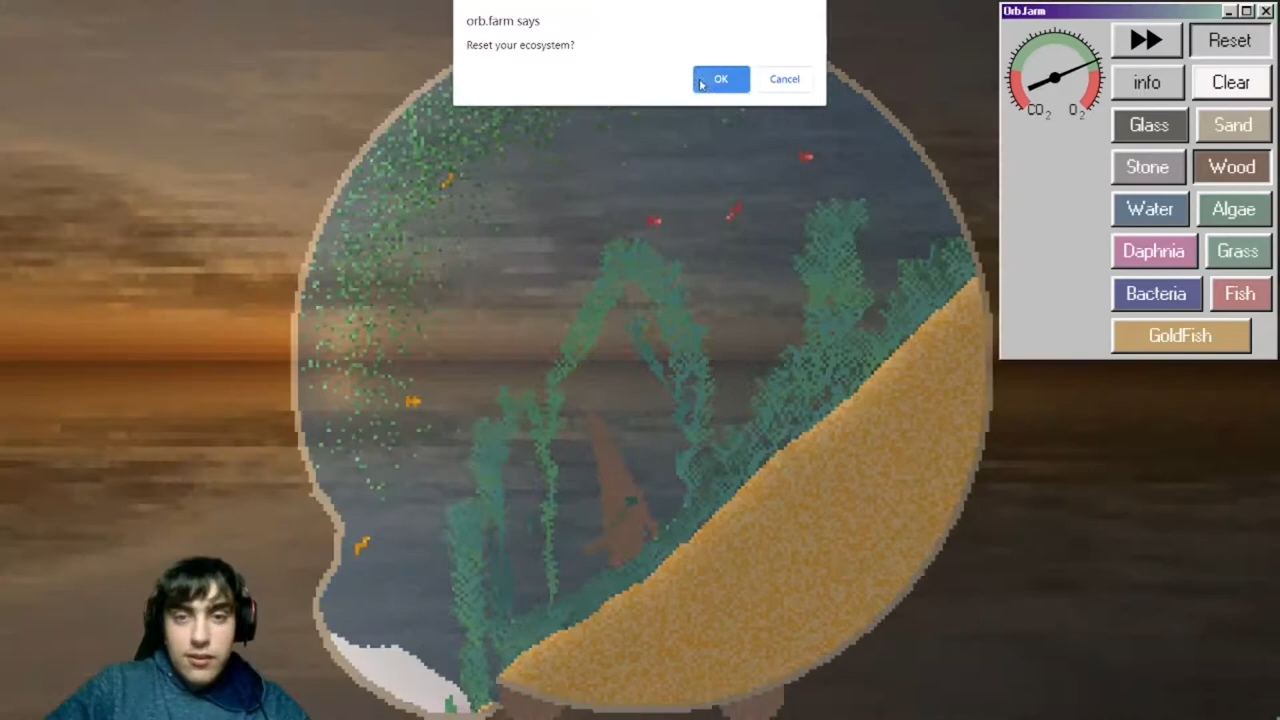 orb.farm says
Reset your ecosystem?
OK Cancel
Orb.farm
Reset
info Clear
CO2 O2
Glass Sand
Stone Wood
Water Algae
Daphnia Grass
Bacteria Fish
GoldFish